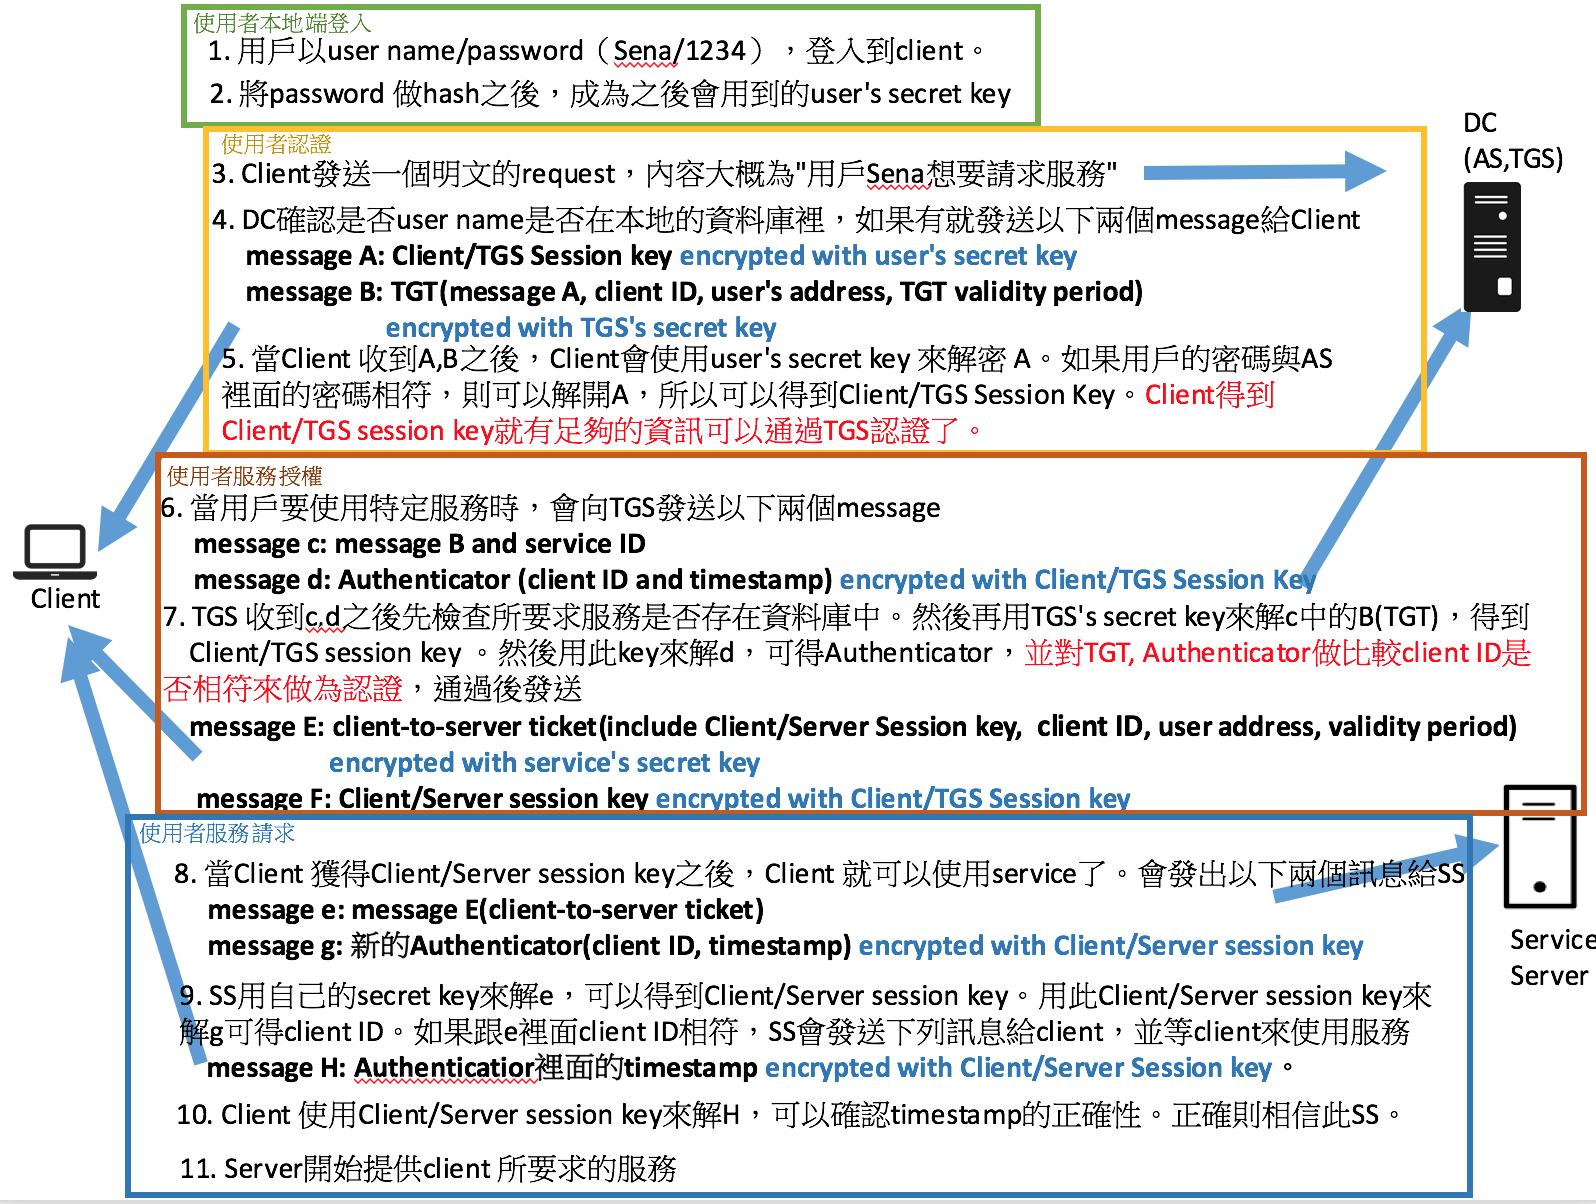 使用者本地端登入
1. 用戶以user name/password（Sena/1234），登入到client。
2. 將password 做hash之後，成為之後會用到的user's secret key
使用者認證
3. Client發送一個明文的request，內容大概為"用戶Sena想要請求服務"
DC
(AS,TGS)
4. DC確認是否user name是否在本地的資料庫裡，如果有就發送以下兩個message給Client
message A: Client/TGS Session key encrypted with user's secret key
message B: TGT(message A, client ID, user's address, TGT validity period)
encrypted with TGS's secret key
5. 當Client 收到A,B之後，Client會使用user's secret key 來解密 A。如果用戶的密碼與AS
裡面的密碼相符，則可以解開A，所以可以得到Client/TGS Session Key。Client得到
Client/TGS session key就有足夠的資訊可以通過TGS認證了。
使用者服務授權
6. 當用戶要使用特定服務時，會向TGS發送以下兩個message
message c: message B and service ID
message d: Authenticator (client ID and timestamp) encrypted with Client/TGS Session Key
Client
7. TGS 收到c,d之後先檢查所要求服務是否存在資料庫中。然後再用TGS's secret key來解c中的B(TGT)，得到
Client/TGS session key 。然後用此key來解d，可得Authenticator，並對TGT, Authenticator做比較client ID是
否相符來做為認證，通過後發送
message E: client-to-server ticket(include Client/Server Session key, client ID, user address, validity period)
encrypted with service's secret key
message F: Client/Server session key encrypted with Client/TGS Session key
使用者服務請求
8. 當Client 獲得Client/Server session key之後，Client 就可以使用service了。會發出以下兩個訊息給SS
message e: message E(client-to-server ticket)
message g: 新的Authenticator(client ID, timestamp) encrypted with Client/Server session key
Service
Server
9. SS用自己的secret key來解e，可以得到Client/Server session key。用此Client/Server session key來
解g可得client ID。如果跟e裡面client ID相符，SS會發送下列訊息給client，並等client來使用服務
message H: Authenticatior裡面的timestamp encrypted with Client/Server Session key。
10. Client 使用Client/Server session key來解H，可以確認timestamp的正確性。正確則相信此SS。
11. Server開始提供client 所要求的服務